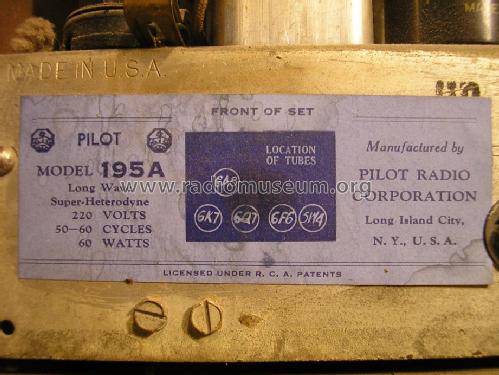 MADE IN U.S.A.
FRONT OF SET
PILOT
MODEL 195A
Long Wave
Super-Heterodyne
220 VOLTS
50-60 CYCLES
60 WATTS
LOCATION
OF TUBES
6A8
6K7 6Q7 6F6
Manufactured by
PILOT RADIO
CORPORATION
Long Island City,
N. Y., U. S. A.
LICENSED UNDER R. C. A. PATENTS
www.radiomuseum.org